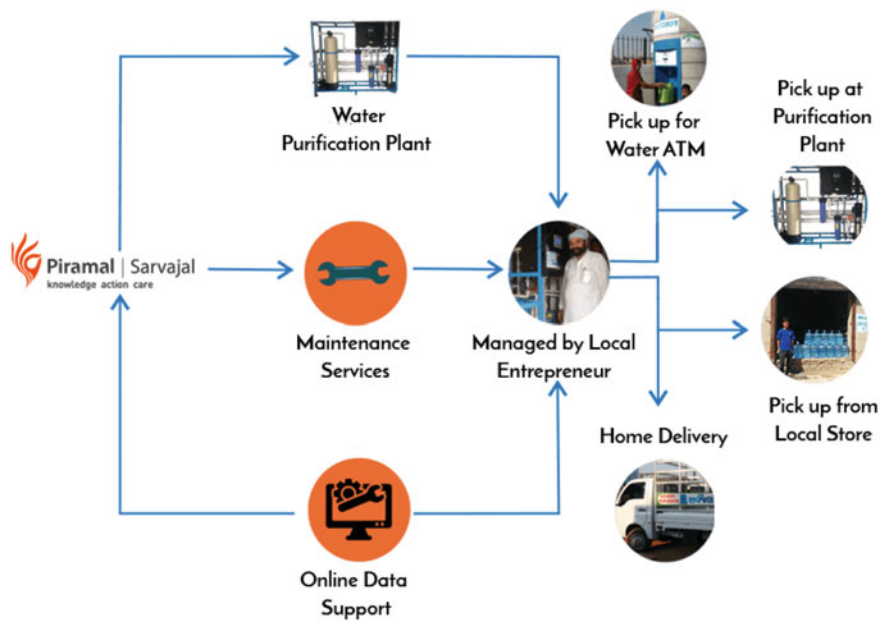 Water
Purification Plant
Pick up for
Water ATM
Pick up at
Purification
Plant
Piramal | Sarvajal
knowledge action care
Maintenance
Services
Managed by Local
Entrepreneur
Pick up from
Local Store
Home Delivery
Online Data
Support